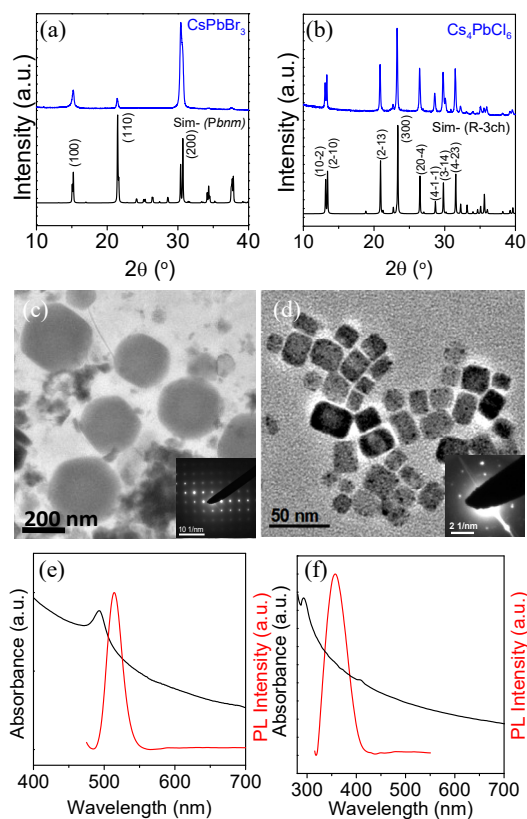 (a)
CsPbBr3
Sim- (Pbnm)
(100)
(110)
(200)
Intensity (a.u.)
10 20 30 40
2θ (°)
(b)
Cs4PbCl6
Sim- (R-3ch)
(10-2)
(2-10)
(2-13)
(300)
(20-4)
(4-1-1)
(3-14)
(4-23)
Intensity (a.u.)
10 20 30 40
2θ (°)
(c)
200 nm
10 1/nm
(d)
50 nm
2 1/nm
(e)
Absorbance (a.u.)
PL Intensity (a.u.)
400 500 600 700
Wavelength (nm)
(f)
Absorbance (a.u.)
PL Intensity (a.u.)
300 400 500 600 700
Wavelength (nm)